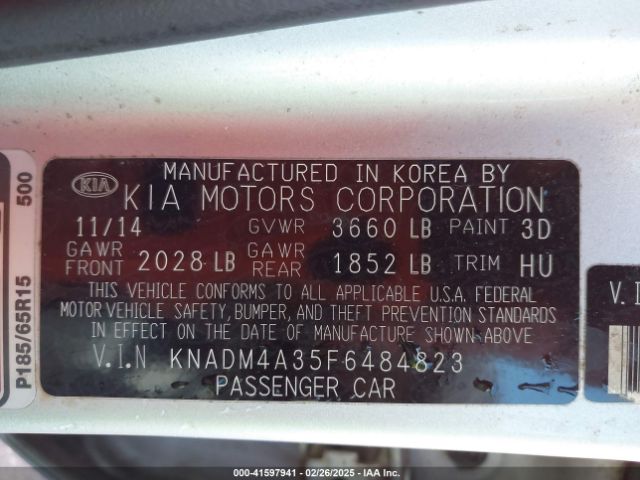 MANUFACTURED IN KOREA BY
KIA KIA MOTORS CORPORATION
11/14 GVWR 3660 LB PAINT 3D
GAWR FRONT 2028 LB GAWR REAR 1852 LB TRIM HU
THIS VEHICLE CONFORMS TO ALL APPLICABLE U.S.A. FEDERAL
MOTOR VEHICLE SAFETY, BUMPER, AND THEFT PREVENTION STANDARDS
IN EFFECT ON THE DATE OF MANUFACTURE SHOWN ABOVE
V.I.N KNADM4A35F6484823
PASSENGER CAR
P185/65R15 500
V.I
00-41597941 | 02/26/2025 - IAA Inc.